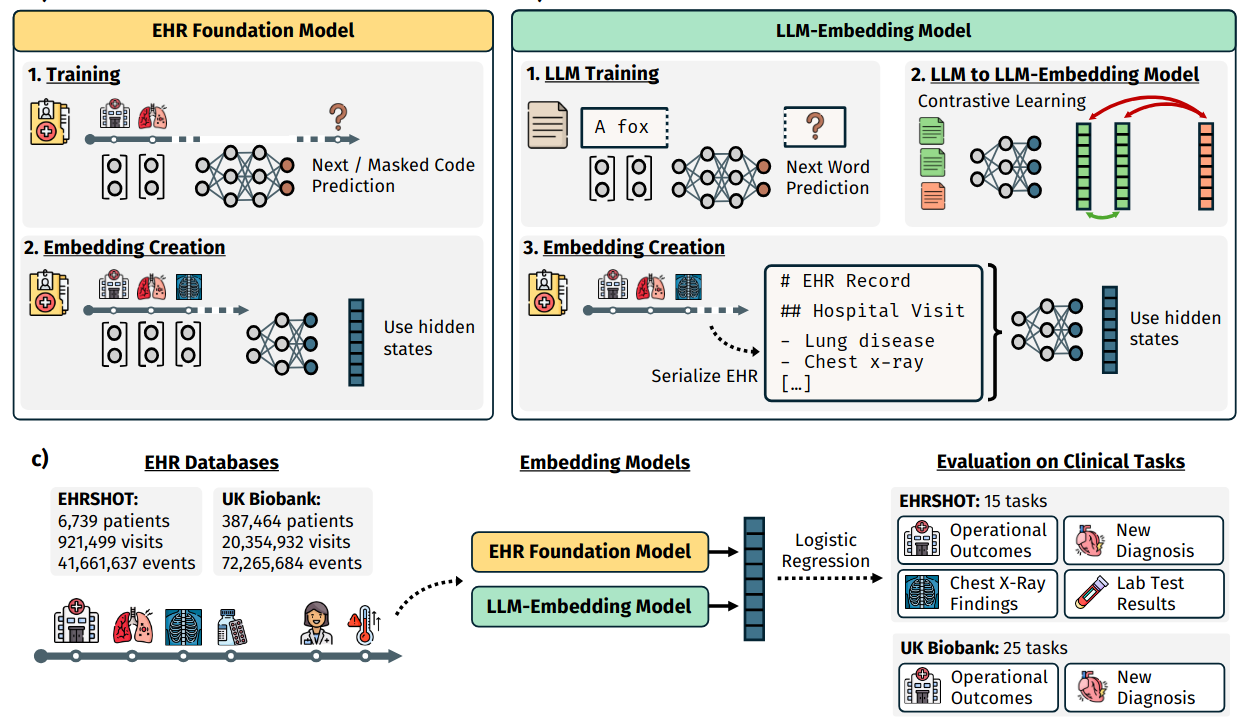 EHR Foundation Model
1. Training
Next / Masked Code
Prediction
2. Embedding Creation
Use hidden
states
LLM-Embedding Model
1. LLM Training
A fox
?
Next Word
Prediction
2. LLM to LLM-Embedding Model
Contrastive Learning
3. Embedding Creation
Serialize EHR
# EHR Record
## Hospital Visit
- Lung disease
- Chest x-ray
[…]
Use hidden
states
c)
EHR Databases
EHRSHOT:
6,739 patients
921,499 visits
41,661,637 events
UK Biobank:
387,464 patients
20,354,932 visits
72,265,684 events
Embedding Models
EHR Foundation Model
LLM-Embedding Model
Logistic
Regression
Evaluation on Clinical Tasks
EHRSHOT: 15 tasks
Operational
Outcomes
New
Diagnosis
Chest X-Ray
Findings
Lab Test
Results
UK Biobank: 25 tasks
Operational
Outcomes
New
Diagnosis